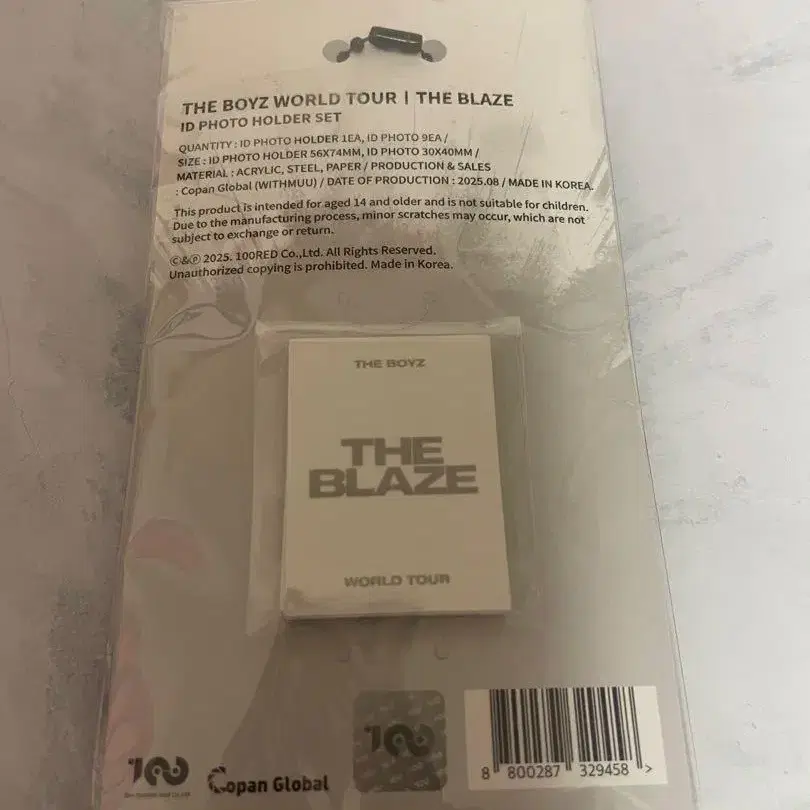 THE BOYZ WORLD TOUR | THE BLAZE
ID PHOTO HOLDER SET
QUANTITY : ID PHOTO HOLDER 1EA, ID PHOTO 9EA /
SIZE : ID PHOTO HOLDER 56X74MM, ID PHOTO 30X40MM /
MATERIAL : ACRYLIC, STEEL, PAPER / PRODUCTION & SALES
: Copan Global (WITHMUU) / DATE OF PRODUCTION : 2025.08 / MADE IN KOREA.
This product is intended for aged 14 and older and is not suitable for children.
Due to the manufacturing process, minor scratches may occur, which are not
subject to exchange or return.
©&℗ 2025. 100RED Co.,Ltd. All Rights Reserved.
Unauthorized copying is prohibited. Made in Korea.
THE BOYZ
THE
BLAZE
WORLD TOUR
100
Copan Global
100
8 800287 329458 >